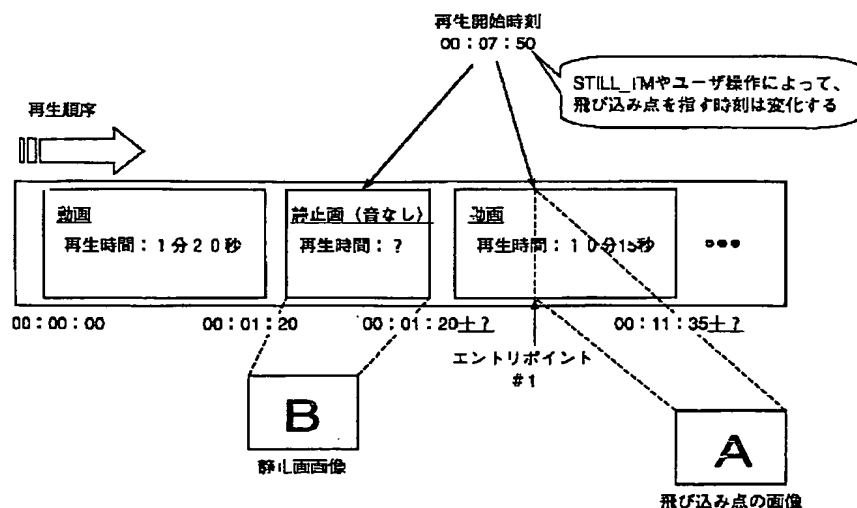 再生開始時刻
00：07：50
STILL_TMやユーザ操作によって、
飛び込み点を指す時刻は変化する
再生順序
動画
再生時間：1分20秒
静止画（音なし）
再生時間：？
動画
再生時間：10分15秒
●●●
00：00：00
00：01：20
00：01：20＋？
00：11：35＋？
エントリポイント
#1
B
静止画画像
A
飛び込み点の画像